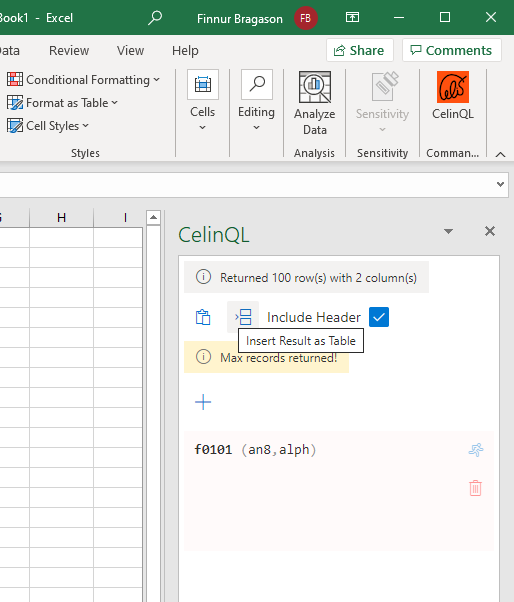 Book1 - Excel Finnur Bragason FB
Data Review View Help Share Comments
Conditional Formatting
Format as Table
Cell Styles
Cells
Editing
Analyze
Data
Sensitivity
CelinQL
Styles Analysis Sensitivity Comman...
G H I
CelinQL
Returned 100 row(s) with 2 column(s)
Include Header
Insert Result as Table
Max records returned!
f0101 (an8,alph)